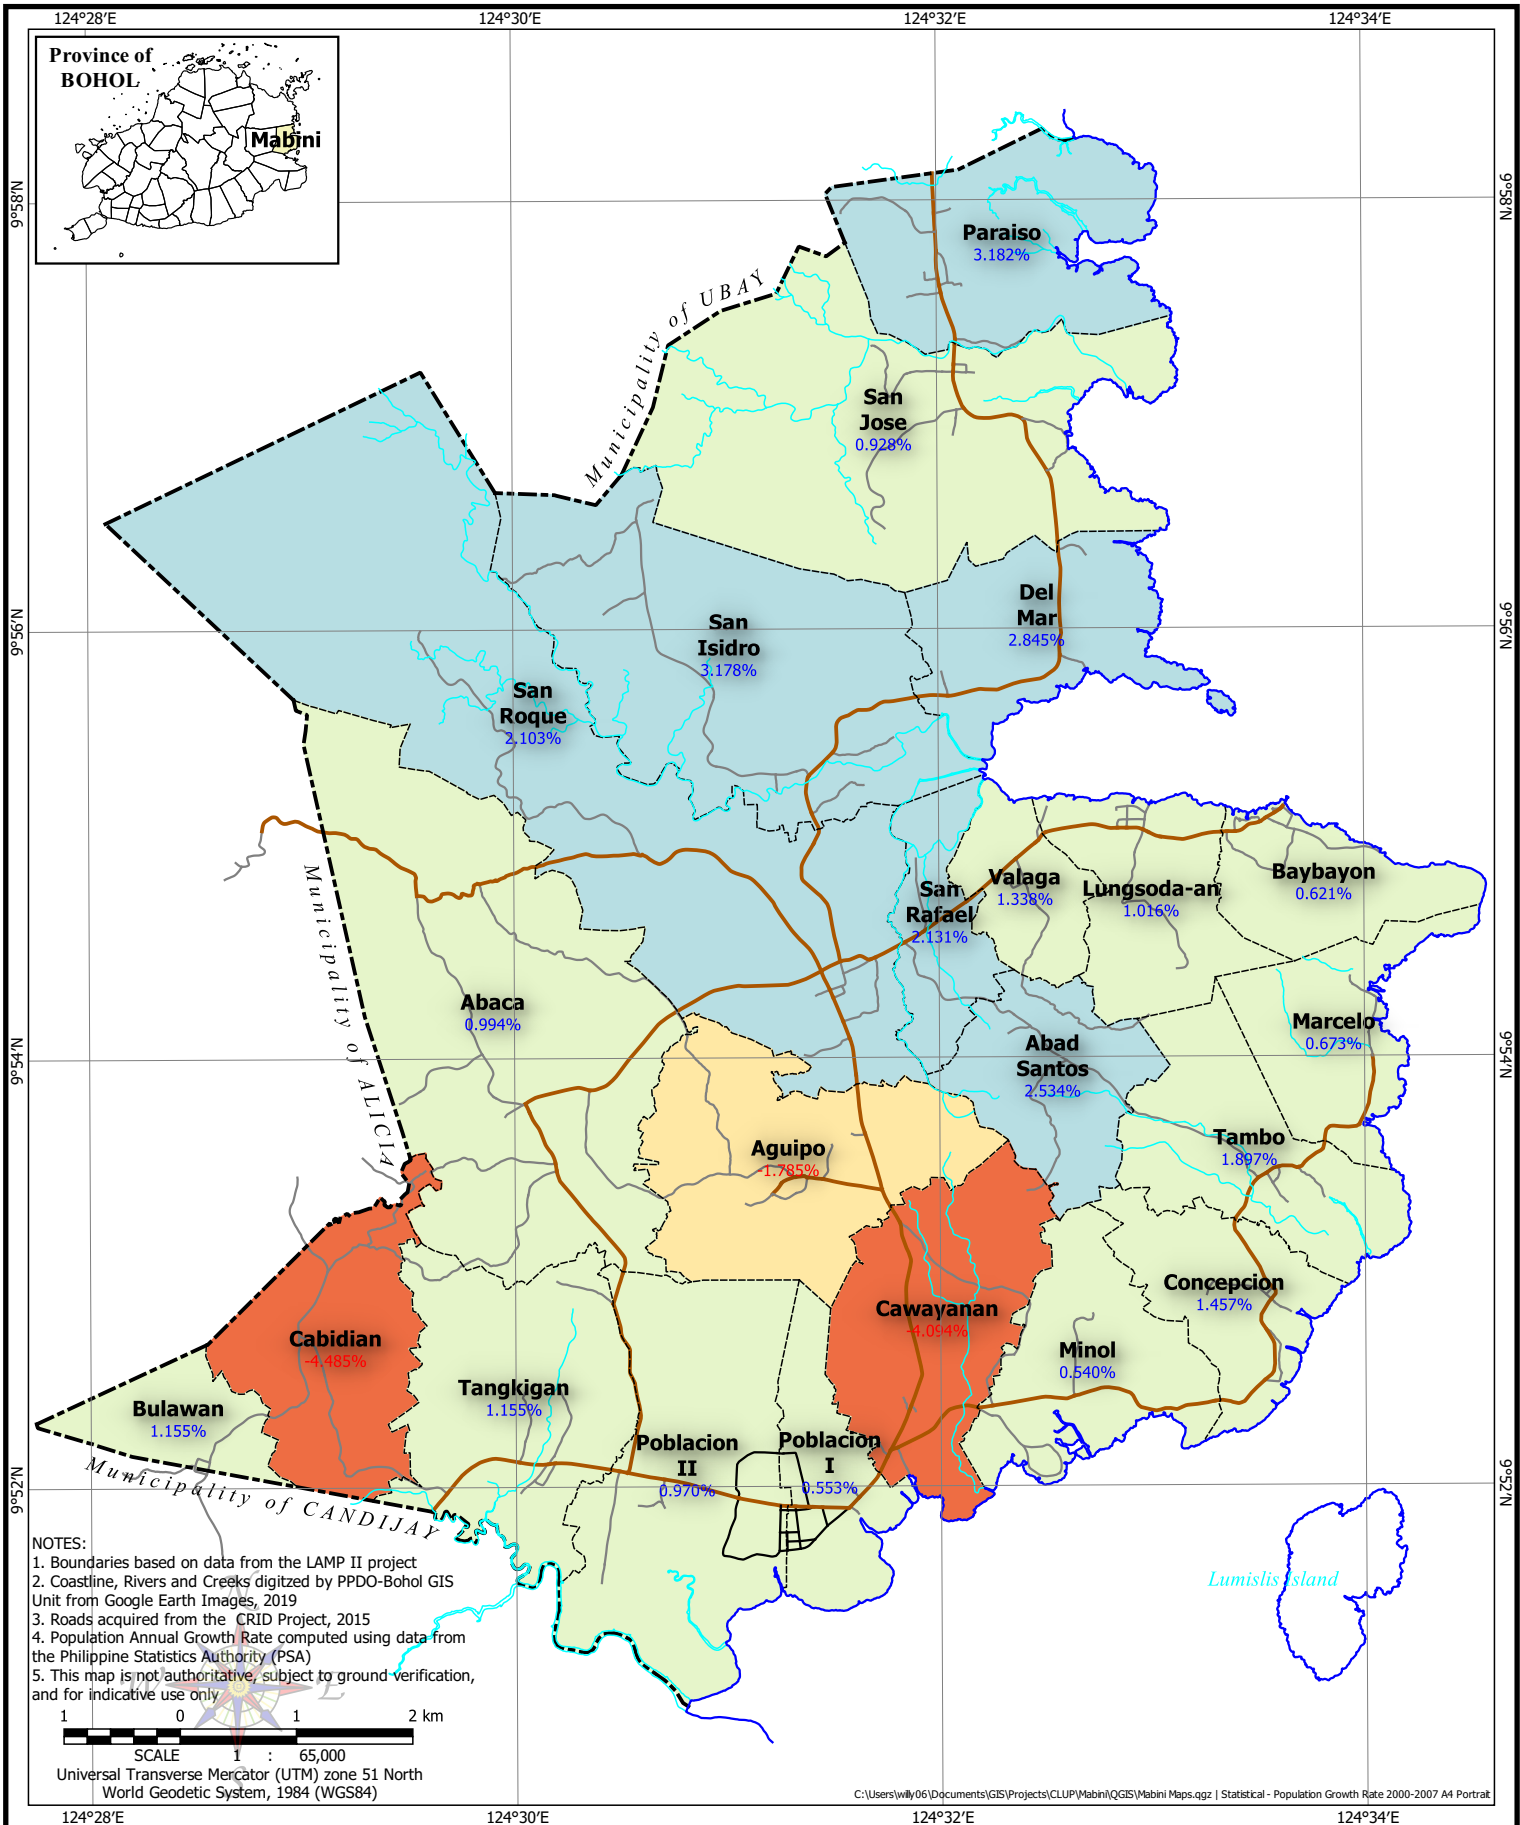 124°28′E
124°30′E
124°32′E
124°34′E
Province of
BOHOL
Mabini
9°58′N
9°58′N
Paraiso
3.182%
Municipality of UBAY
San
Jose
0.928%
Del
Mar
2.845%
San
Isidro
3.178%
9°56′N
9°56′N
San
Roque
2.103%
Valaga
1.338%
Lungsoda-an
1.016%
Baybayon
0.621%
San
Rafael
2.131%
Municipality of ALICIA
Abaca
0.994%
Marcelo
0.673%
Abad
Santos
2.534%
9°54′N
9°54′N
Aguipo
-1.785%
Tambo
1.897%
Concepcion
1.457%
Cawayanan
-4.094%
Cabidian
-4.485%
Minol
0.540%
Tangkigan
1.155%
Bulawan
1.155%
Poblacion
II
0.970%
Poblacion
I
0.553%
9°52′N
9°52′N
Municipality of CANDIJAY
Lumislis Island
NOTES:
1. Boundaries based on data from the LAMP II project
2. Coastline, Rivers and Creeks digitzed by PPDO-Bohol GIS
Unit from Google Earth Images, 2019
3. Roads acquired from the CRID Project, 2015
4. Population Annual Growth Rate computed using data from
the Philippine Statistics Authority (PSA)
5. This map is not authoritative, subject to ground verification,
and for indicative use only
N
W
E
S
1 0 1 2 km
SCALE 1 : 65,000
Universal Transverse Mercator (UTM) zone 51 North
World Geodetic System, 1984 (WGS84)
C:\Users\willy06\Documents\GIS\Projects\CLUP\Mabini\QGIS\Mabini Maps.qgz | Statistical - Population Growth Rate 2000-2007 A4 Portrait
124°28′E
124°30′E
124°32′E
124°34′E